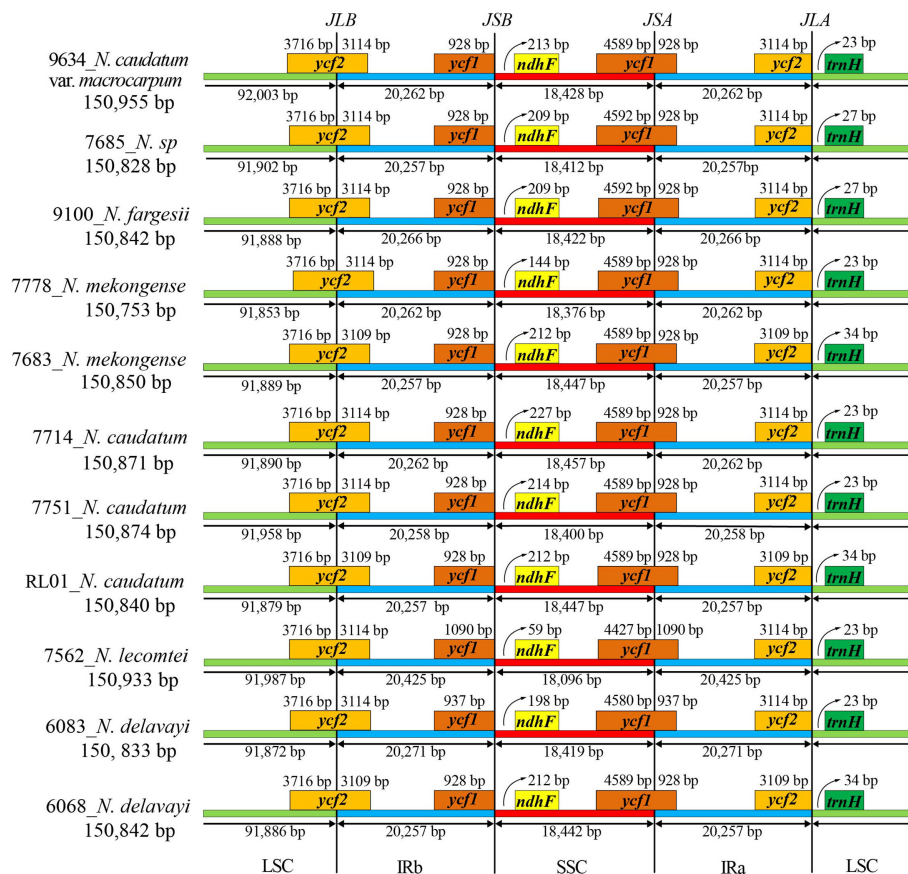 JLB JSB JSA JLA
3716 bp 3114 bp 928 bp 213 bp 4589 bp 928 bp 3114 bp 23 bp
9634_N. caudatum ycf2 ycf1 ndhF ycf1 ycf2 trnH
var. macrocarpum
150,955 bp 92,003 bp 20,262 bp 18,428 bp 20,262 bp
3716 bp 3114 bp 928 bp 209 bp 4592 bp 928 bp 3114 bp 27 bp
7685_N. sp ycf2 ycf1 ndhF ycf1 ycf2 trnH
150,828 bp 91,902 bp 20,257 bp 18,412 bp 20,257bp
3716 bp 3114 bp 928 bp 209 bp 4592 bp 928 bp 3114 bp 27 bp
9100_N. fargesii ycf2 ycf1 ndhF ycf1 ycf2 trnH
150,842 bp 91,888 bp 20,266 bp 18,422 bp 20,266 bp
3716 bp 3114 bp 928 bp 144 bp 4589 bp 928 bp 3114 bp 23 bp
7778_N. mekongense ycf2 ycf1 ndhF ycf1 ycf2 trnH
150,753 bp 91,853 bp 20,262 bp 18,376 bp 20,262 bp
3716 bp 3109 bp 928 bp 212 bp 4589 bp 928 bp 3109 bp 34 bp
7683_N. mekongense ycf2 ycf1 ndhF ycf1 ycf2 trnH
150,850 bp 91,889 bp 20,257 bp 18,447 bp 20,257 bp
3716 bp 3114 bp 928 bp 227 bp 4589 bp 928 bp 3114 bp 23 bp
7714_N. caudatum ycf2 ycf1 ndhF ycf1 ycf2 trnH
150,871 bp 91,890 bp 20,262 bp 18,457 bp 20,262 bp
3716 bp 3114 bp 928 bp 214 bp 4589 bp 928 bp 3114 bp 23 bp
7751_N. caudatum ycf2 ycf1 ndhF ycf1 ycf2 trnH
150,874 bp 91,958 bp 20,258 bp 18,400 bp 20,258 bp
3716 bp 3109 bp 928 bp 212 bp 4589 bp 928 bp 3109 bp 34 bp
RL01_N. caudatum ycf2 ycf1 ndhF ycf1 ycf2 trnH
150,840 bp 91,879 bp 20,257 bp 18,447 bp 20,257 bp
3716 bp 3114 bp 1090 bp 59 bp 4427 bp 1090 bp 3114 bp 23 bp
7562_N. lecomtei ycf2 ycf1 ndhF ycf1 ycf2 trnH
150,933 bp 91,987 bp 20,425 bp 18,096 bp 20,425 bp
3716 bp 3114 bp 937 bp 198 bp 4580 bp 937 bp 3114 bp 23 bp
6083_N. delavayi ycf2 ycf1 ndhF ycf1 ycf2 trnH
150, 833 bp 91,872 bp 20,271 bp 18,419 bp 20,271 bp
3716 bp 3109 bp 928 bp 212 bp 4589 bp 928 bp 3109 bp 34 bp
6068_N. delavayi ycf2 ycf1 ndhF ycf1 ycf2 trnH
150,842 bp 91,886 bp 20,257 bp 18,442 bp 20,257 bp
LSC IRb SSC IRa LSC